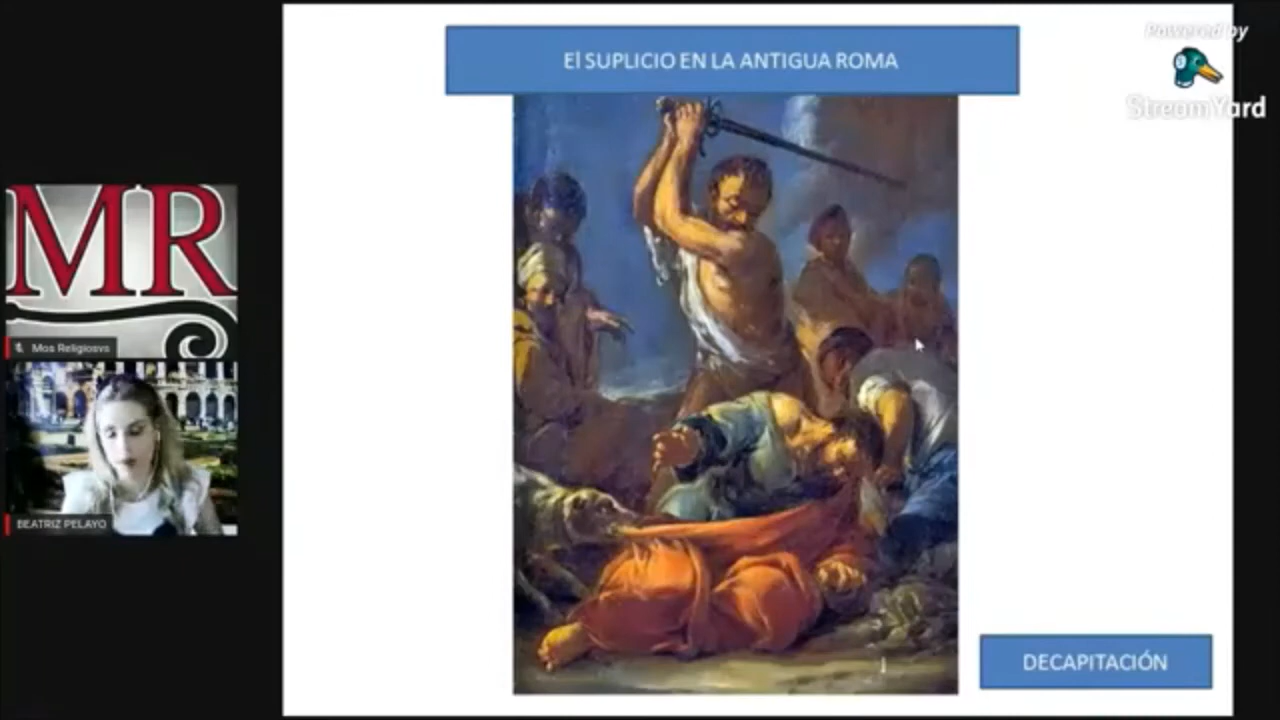 El SUPLICIO EN LA ANTIGUA ROMA
Powered by
StreamYard
MR
Mos Religiosvs
BEATRIZ PELAYO
DECAPITACIÓN